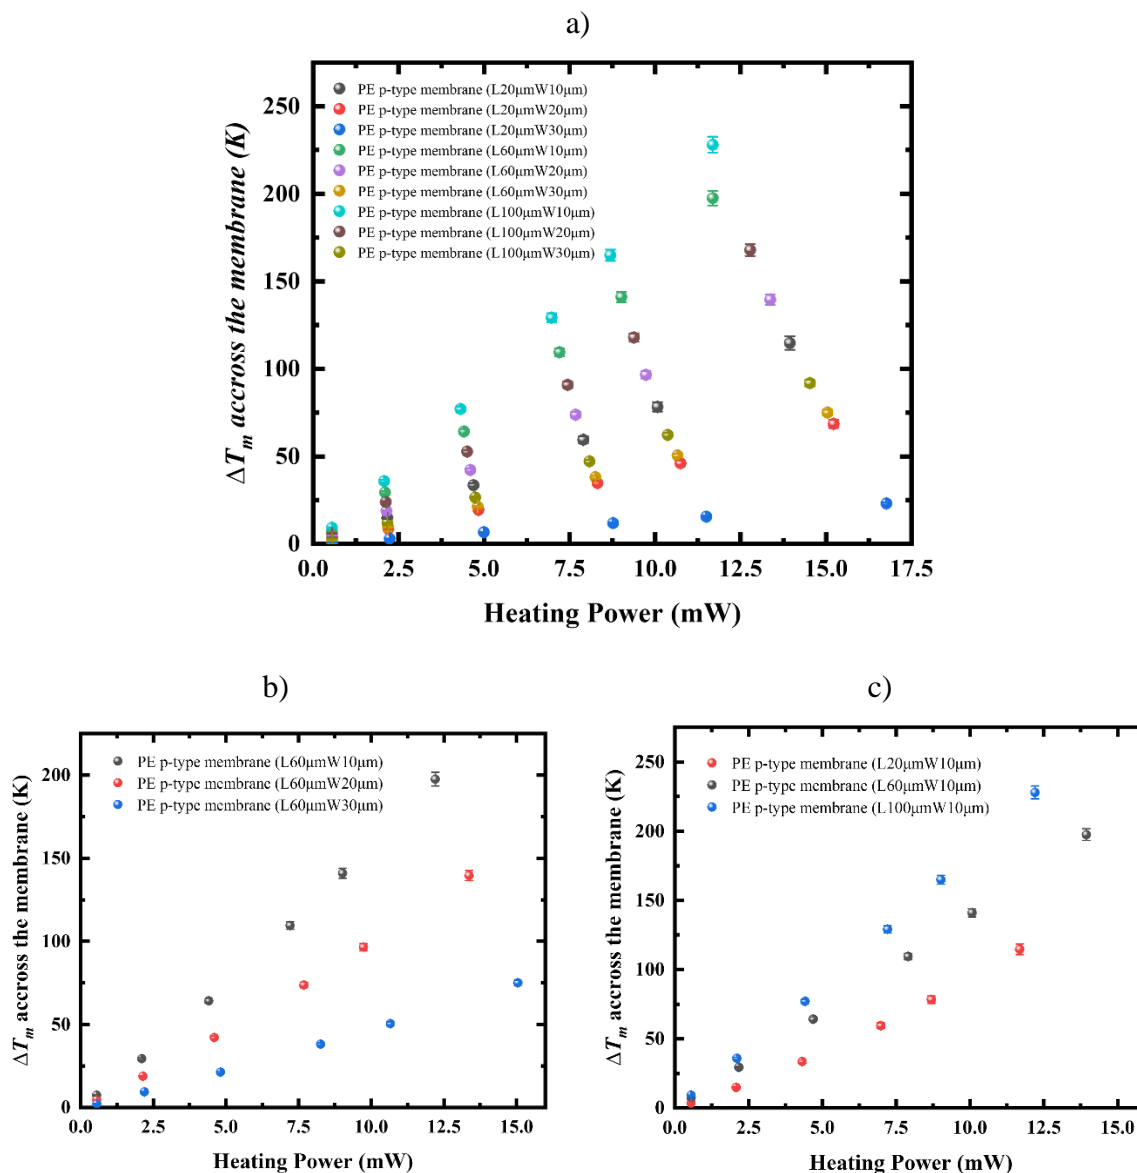 a)
PE p-type membrane (L20μmW10μm)
PE p-type membrane (L20μmW20μm)
PE p-type membrane (L20μmW30μm)
PE p-type membrane (L60μmW10μm)
PE p-type membrane (L60μmW20μm)
PE p-type membrane (L60μmW30μm)
PE p-type membrane (L100μmW10μm)
PE p-type membrane (L100μmW20μm)
PE p-type membrane (L100μmW30μm)
ΔT_m accross the membrane (K)
250
200
150
100
50
0
0.0 2.5 5.0 7.5 10.0 12.5 15.0 17.5
Heating Power (mW)
b)
PE p-type membrane (L60μmW10μm)
PE p-type membrane (L60μmW20μm)
PE p-type membrane (L60μmW30μm)
ΔT_m accross the membrane (K)
200
150
100
50
0
0.0 2.5 5.0 7.5 10.0 12.5 15.0
Heating Power (mW)
c)
PE p-type membrane (L20μmW10μm)
PE p-type membrane (L60μmW10μm)
PE p-type membrane (L100μmW10μm)
ΔT_m accross the membrane (K)
250
200
150
100
50
0
0.0 2.5 5.0 7.5 10.0 12.5 15.0
Heating Power (mW)